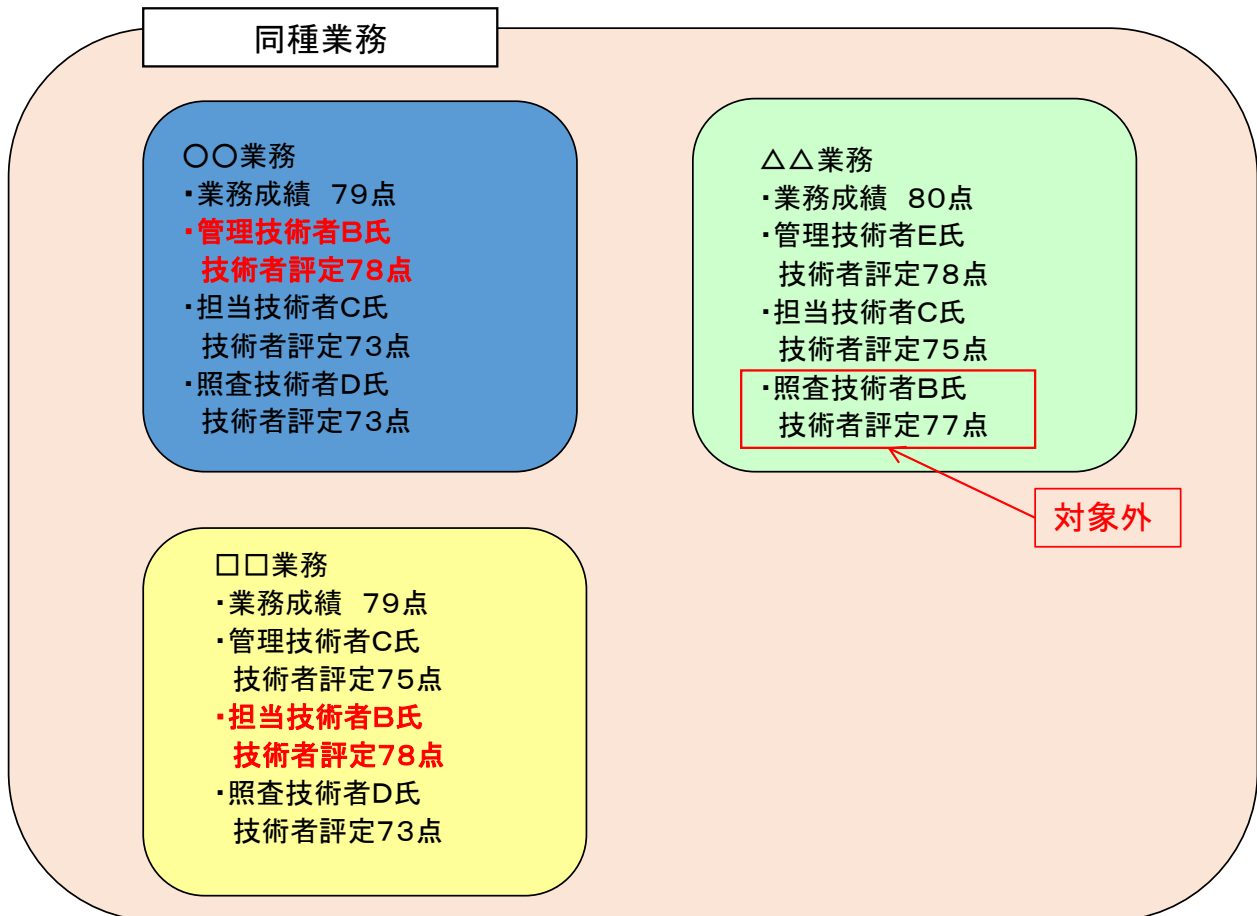 同種業務
〇〇業務
・業務成績　79点
・管理技術者B氏
技術者評定78点
・担当技術者C氏
技術者評定73点
・照査技術者D氏
技術者評定73点
△△業務
・業務成績　80点
・管理技術者E氏
技術者評定78点
・担当技術者C氏
技術者評定75点
・照査技術者B氏
技術者評定77点
対象外
□□業務
・業務成績　79点
・管理技術者C氏
技術者評定75点
・担当技術者B氏
技術者評定78点
・照査技術者D氏
技術者評定73点